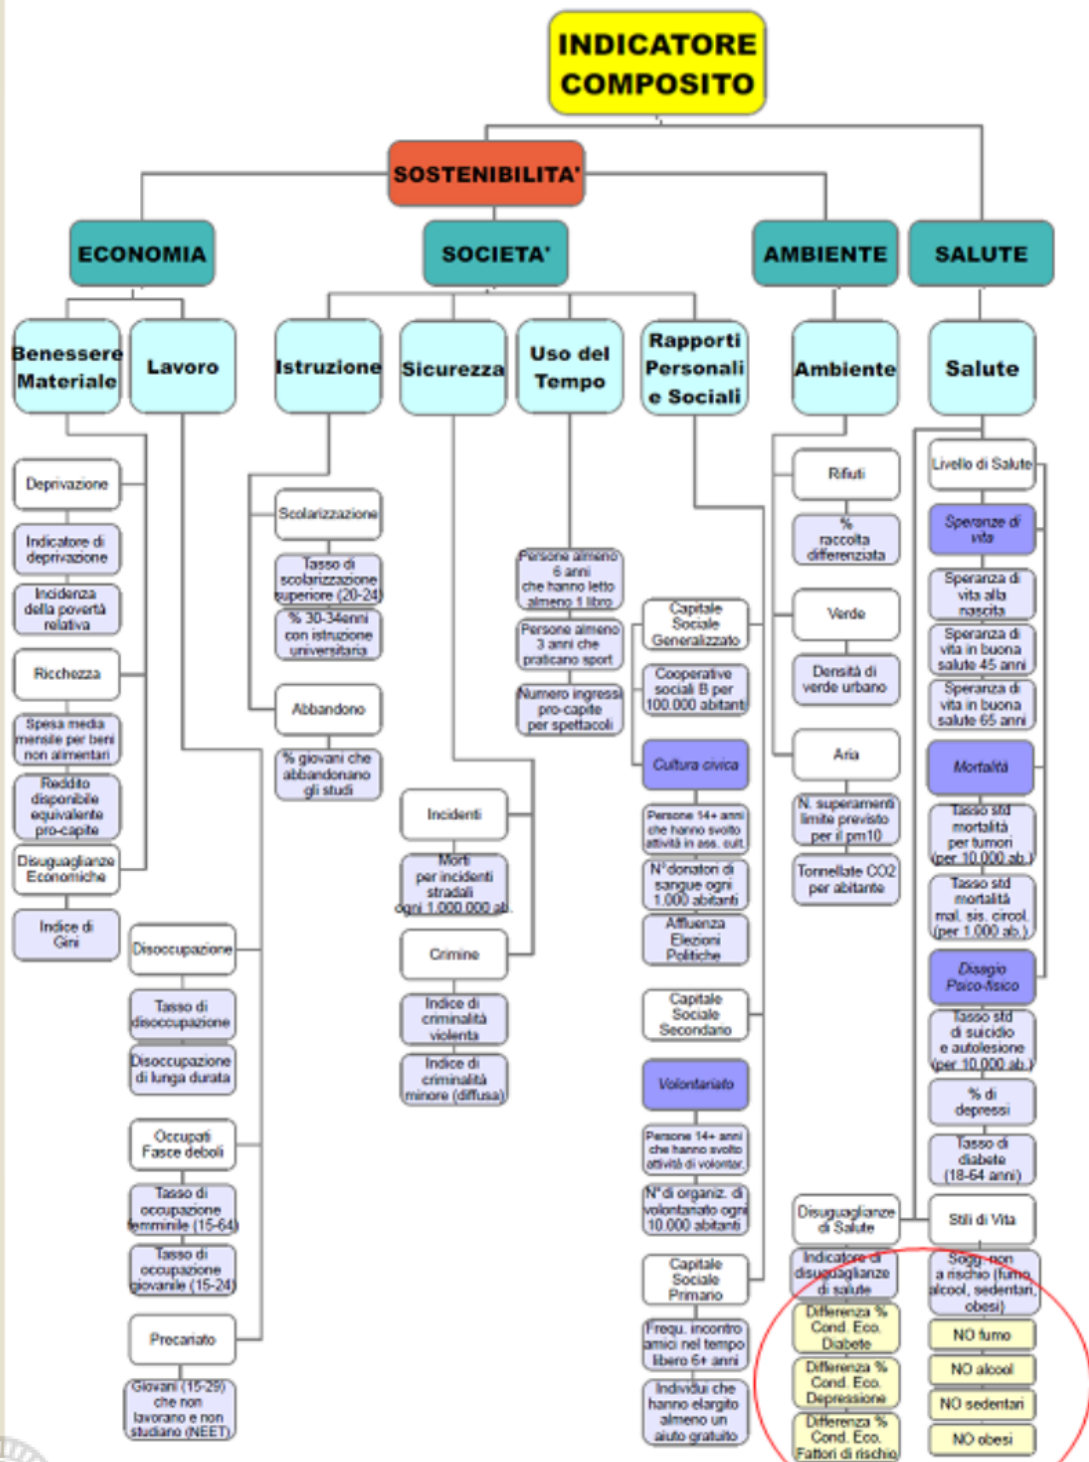 INDICATORE
COMPOSITO
SOSTENIBILITA'
ECONOMIA
SOCIETA'
AMBIENTE
SALUTE
Benessere
Materiale
Lavoro
Istruzione
Sicurezza
Uso del
Tempo
Rapporti
Personali
e Sociali
Ambiente
Salute
Deprivazione
Indicatore di
deprivazione
Incidenza
della povertà
relativa
Ricchezza
Spesa media
mensile per beni
non alimentari
Reddito
disponibile
equivalente
pro-capite
Disuguaglianze
Economiche
Indice di
Gini
Disoccupazione
Tasso di
disoccupazione
Disoccupazione
di lunga durata
Occupati
Fasce deboli
Tasso di
occupazione
femminile (15-64)
Tasso di
occupazione
giovanile (15-24)
Precariato
Giovani (15-29)
che non
lavorano e non
studiano (NEET)
Scolarizzazione
Tasso di
scolarizzazione
superiore (20-24)
% 30-34enni
con istruzione
universitaria
Abbandono
% giovani che
abbandonano
gli studi
Incidenti
Morti
per incidenti
stradali
ogni 1.000.000 ab.
Crimine
Indice di
criminalità
violenta
Indice di
criminalità
minore (diffusa)
Persone almeno
6 anni
che hanno letto
almeno 1 libro
Persone almeno
3 anni che
praticano sport
Numero ingressi
pro-capite
per spettacoli
Capitale
Sociale
Generalizzato
Cooperative
sociali B per
100.000 abitanti
Cultura civica
Persone 14+ anni
che hanno svolto
attività in ass. cult.
N°donatori di
sangue ogni
1.000 abitanti
Affluenza
Elezioni
Politiche
Capitale
Sociale
Secondario
Volontariato
Persone 14+ anni
che hanno svolto
attività di volontar.
N°di organiz. di
volontariato ogni
10.000 abitanti
Capitale
Sociale
Primario
Frequ. incontro
amici nel tempo
libero 6+ anni
Individui che
hanno elargito
almeno un
aiuto gratuito
Rifiuti
%
raccolta
differenziata
Verde
Densità di
verde urbano
Aria
N. superamenti
limite previsto
per il pm10
Tonnellate CO2
per abitante
Livello di Salute
Speranze di
vita
Speranza di
vita alla
nascita
Speranza di
vita in buona
salute 45 anni
Speranza di
vita in buona
salute 65 anni
Mortalità
Tasso std
mortalità
per tumori
(per 10.000 ab.)
Tasso std
mortalità
mal. sis. circol.
(per 1.000 ab.)
Disagio
Psico-fisico
Tasso std
di suicidio
e autolesione
(per 10.000 ab.)
% di
depressi
Tasso di
diabete
(18-64 anni)
Disuguaglianze
di Salute
Indicatore di
disuguaglianze
di salute
Differenza %
Cond. Eco.
Diabete
Differenza %
Cond. Eco.
Depressione
Differenza %
Cond. Eco.
Fattori di rischio
Stili di Vita
Sogg. non
a rischio (fumo,
alcool, sedentari,
obesi)
NO fumo
NO alcool
NO sedentari
NO obesi